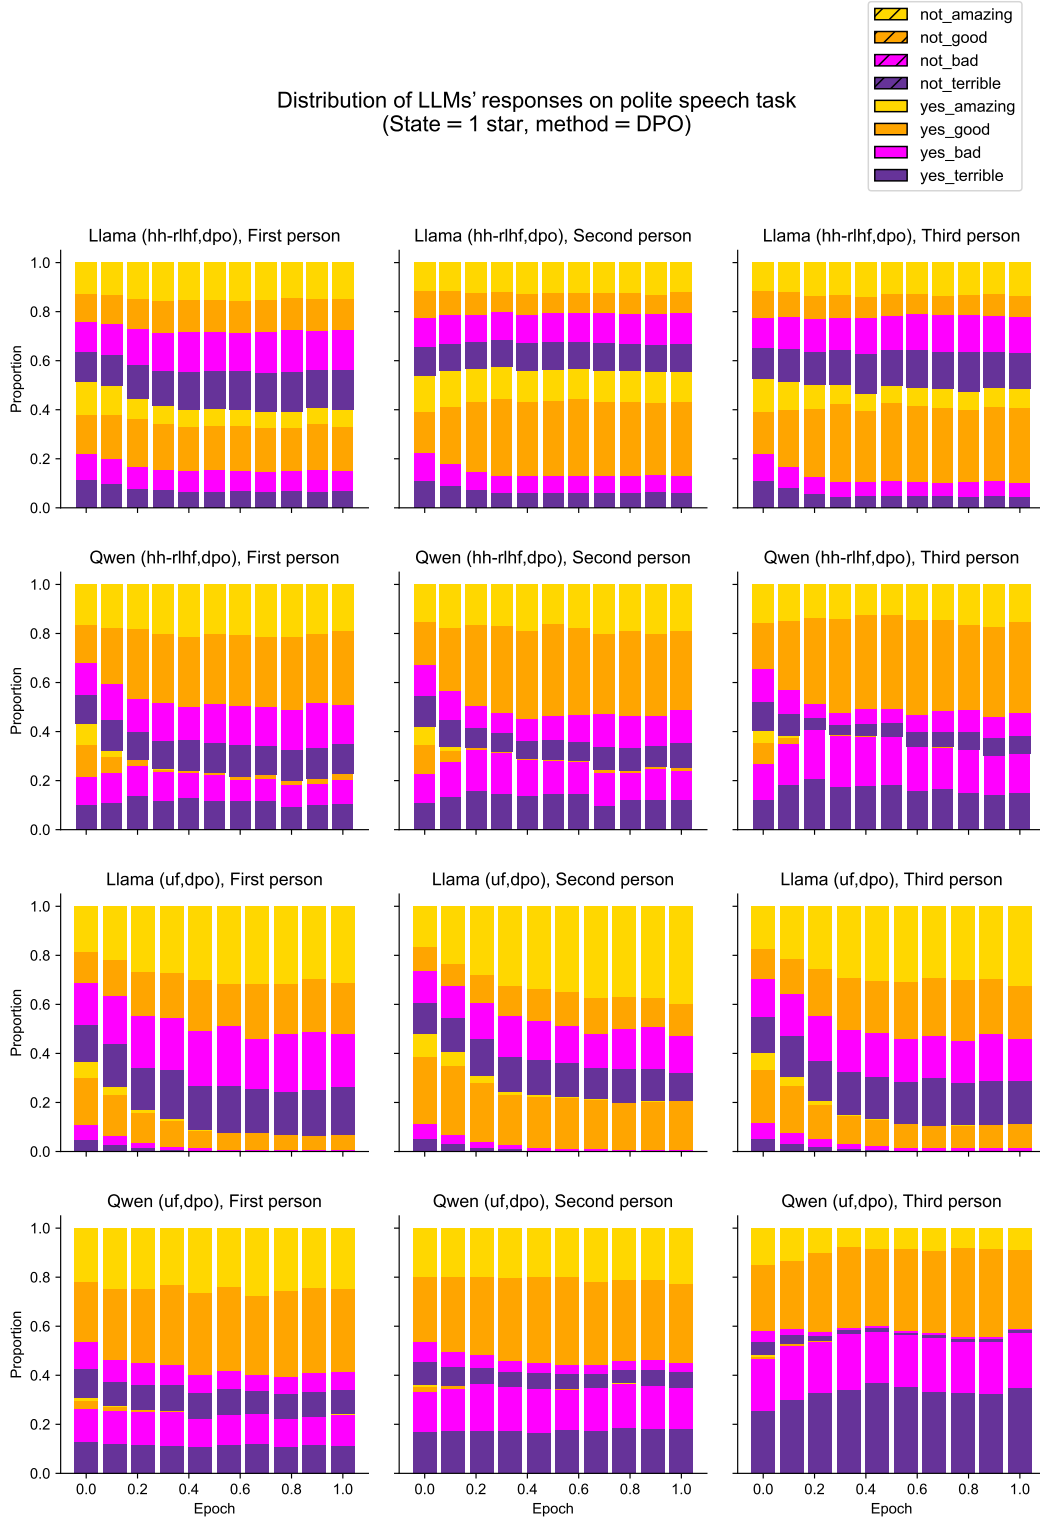 not_amazing
not_good
not_bad
not_terrible
yes_amazing
yes_good
yes_bad
yes_terrible
Distribution of LLMs' responses on polite speech task
(State = 1 star, method = DPO)
Llama (hh-rlhf,dpo), First person
Llama (hh-rlhf,dpo), Second person
Llama (hh-rlhf,dpo), Third person
1.0
0.8
0.6
0.4
0.2
0.0
Proportion
Qwen (hh-rlhf,dpo), First person
Qwen (hh-rlhf,dpo), Second person
Qwen (hh-rlhf,dpo), Third person
1.0
0.8
0.6
0.4
0.2
0.0
Proportion
Llama (uf,dpo), First person
Llama (uf,dpo), Second person
Llama (uf,dpo), Third person
1.0
0.8
0.6
0.4
0.2
0.0
Proportion
Qwen (uf,dpo), First person
Qwen (uf,dpo), Second person
Qwen (uf,dpo), Third person
1.0
0.8
0.6
0.4
0.2
0.0
Proportion
0.0 0.2 0.4 0.6 0.8 1.0
Epoch
0.0 0.2 0.4 0.6 0.8 1.0
Epoch
0.0 0.2 0.4 0.6 0.8 1.0
Epoch